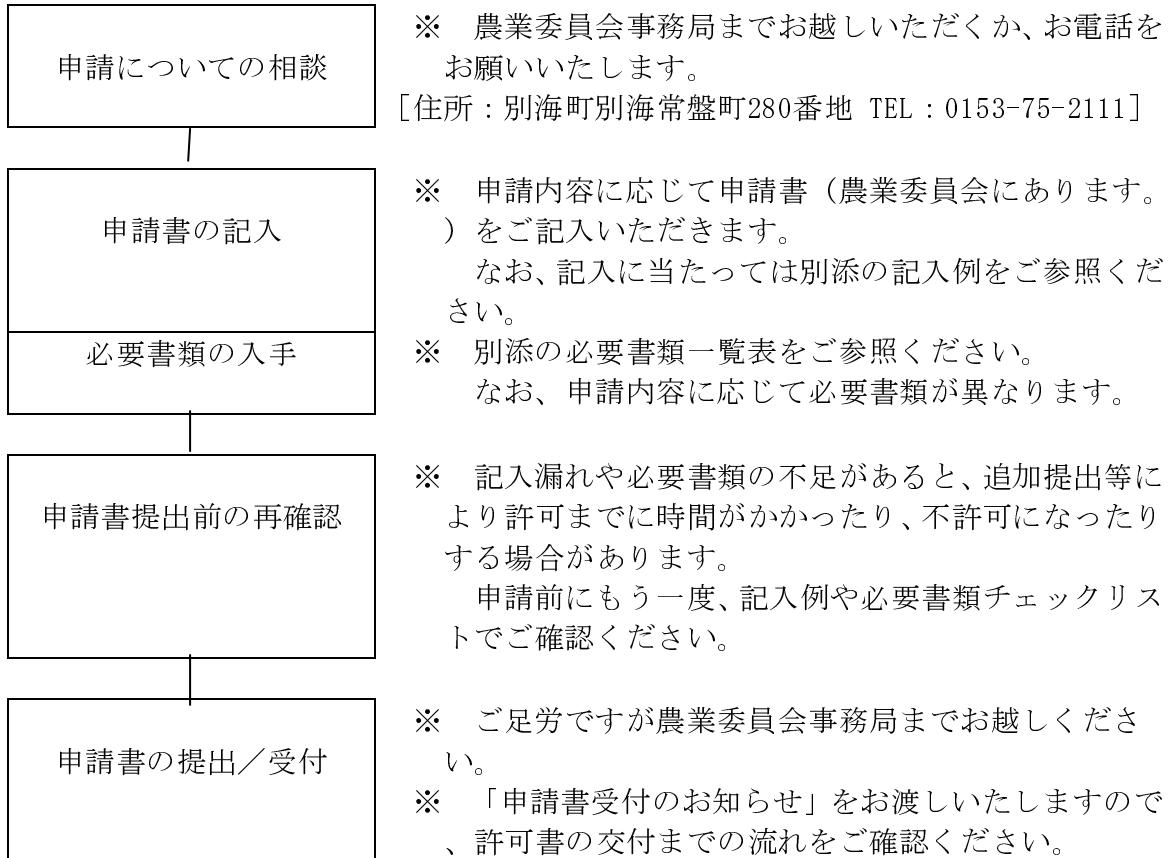 申請についての相談
※　農業委員会事務局までお越しいただくか、お電話を
お願いいたします。
［住所：別海町別海常盤町280番地 TEL：0153-75-2111］
申請書の記入
※　申請内容に応じて申請書（農業委員会にあります。
）をご記入いただきます。
なお、記入に当たっては別添の記入例をご参照くだ
さい。
必要書類の入手
※　別添の必要書類一覧表をご参照ください。
なお、申請内容に応じて必要書類が異なります。
申請書提出前の再確認
※　記入漏れや必要書類の不足があると、追加提出等に
より許可までに時間がかかったり、不許可になったり
する場合があります。
申請前にもう一度、記入例や必要書類チェックリス
トでご確認ください。
申請書の提出／受付
※　ご足労ですが農業委員会事務局までお越しくださ
い。
※　「申請書受付のお知らせ」をお渡しいたしますので
、許可書の交付までの流れをご確認ください。